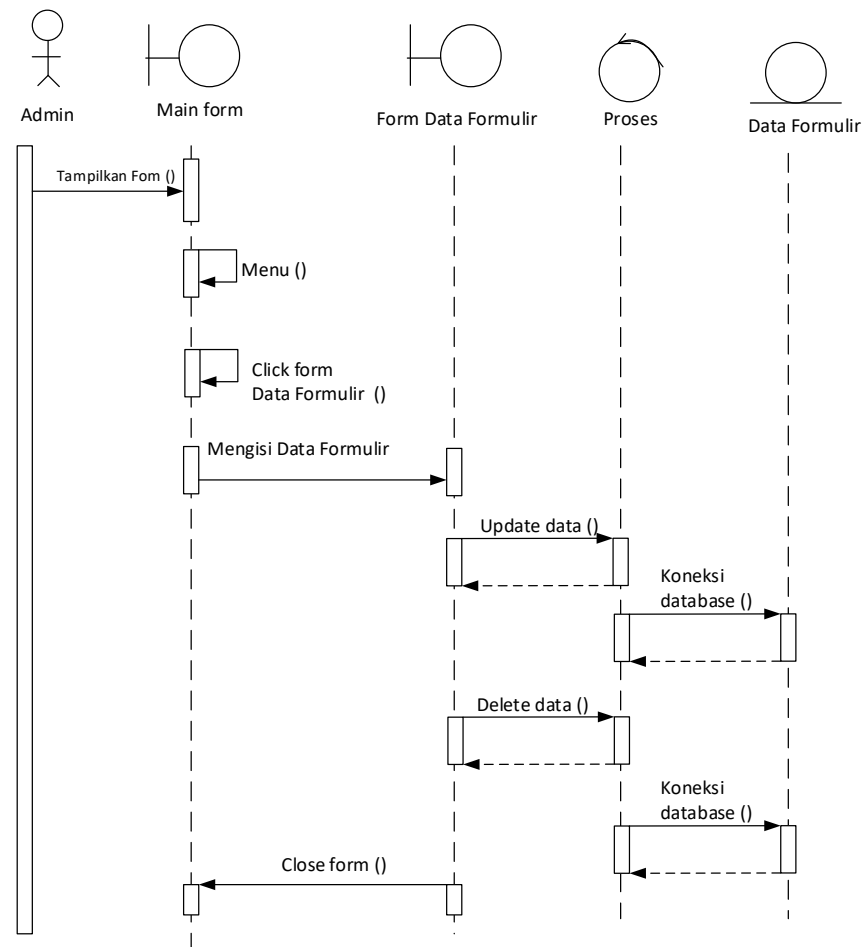 Admin
Main form
Form Data Formulir
Proses
Data Formulir
Tampilkan Fom ()
Menu ()
Click form
Data Formulir ()
Mengisi Data Formulir
Update data ()
Koneksi
database ()
Delete data ()
Koneksi
database ()
Close form ()